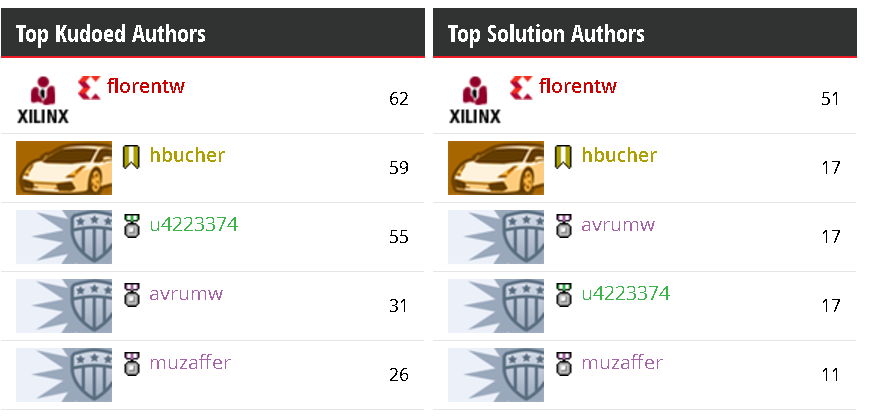 Top Kudoed Authors
florentw
XILINX
62
hbucher
59
u4223374
55
avrumw
31
muzaffer
26
Top Solution Authors
florentw
XILINX
51
hbucher
17
avrumw
17
u4223374
17
muzaffer
11